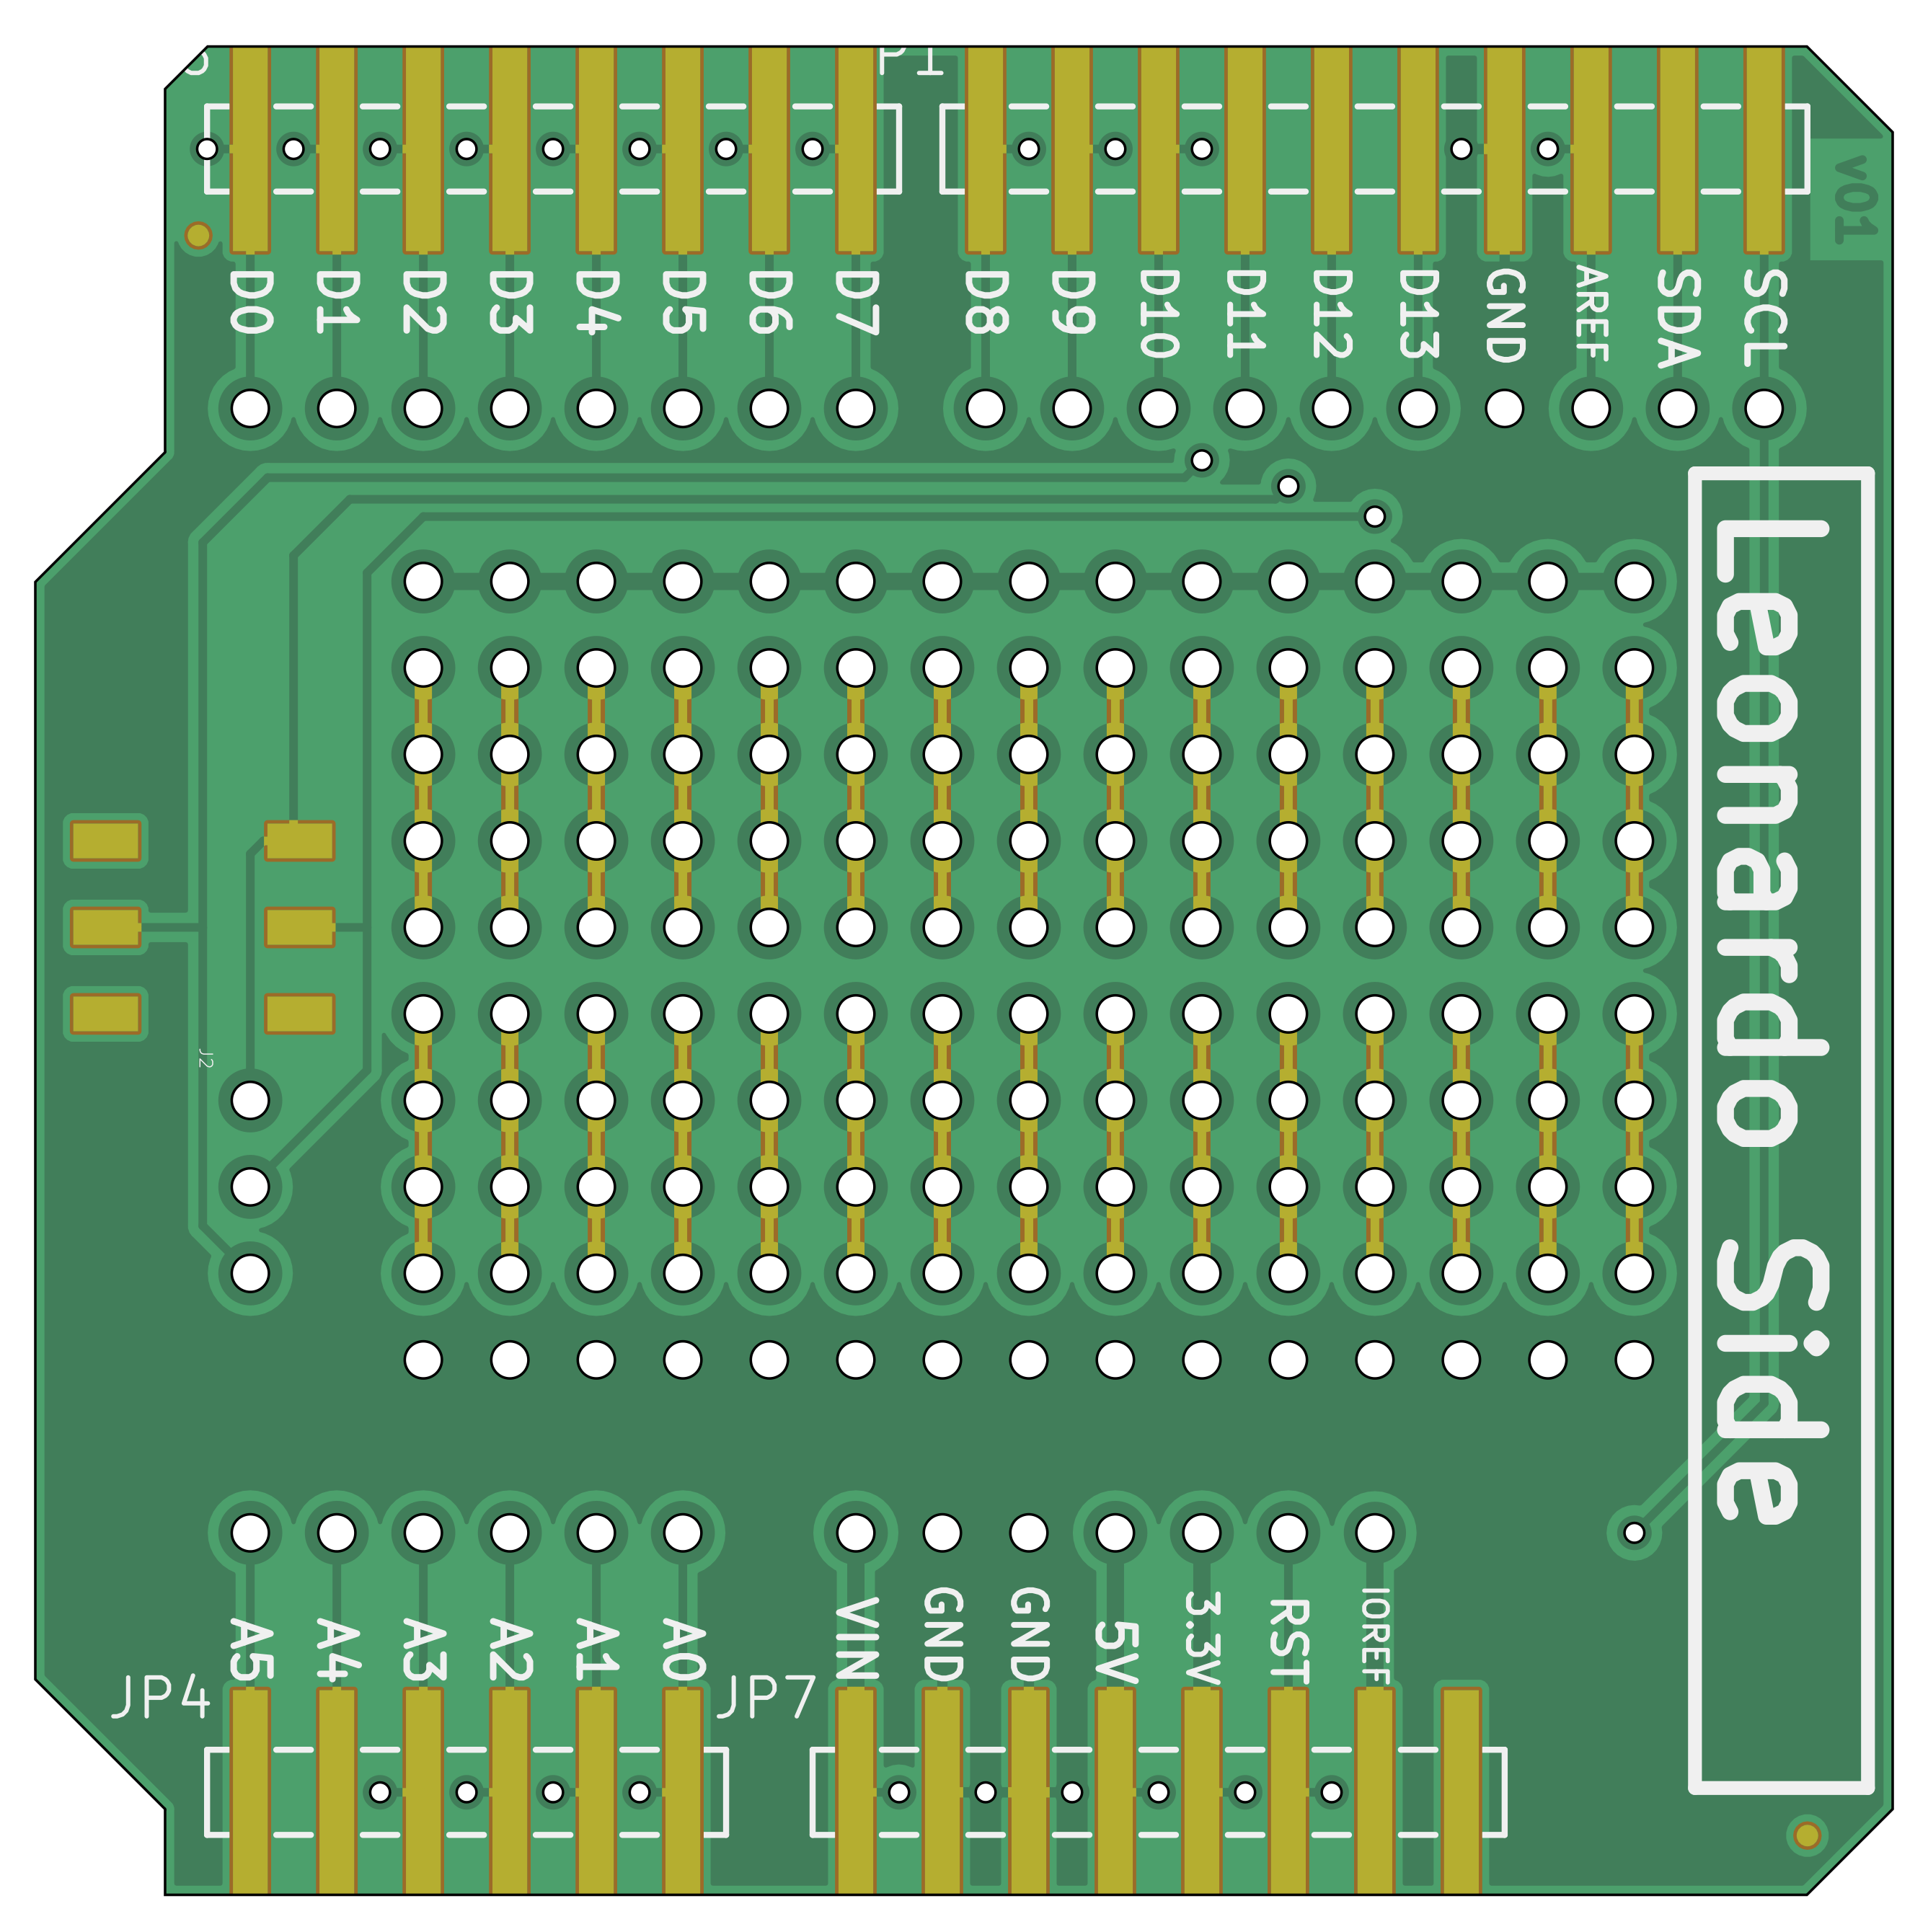 P1
v01
D0
D1
D2
D3
D4
D5
D6
D7
D8
D9
D10
D11
D12
D13
GND
AREF
SDA
SCL
Leonardo Side
J2
A5
A4
A3
A2
A1
A0
VIN
GND
GND
5V
3.3V
RST
IOREF
JP4
JP7